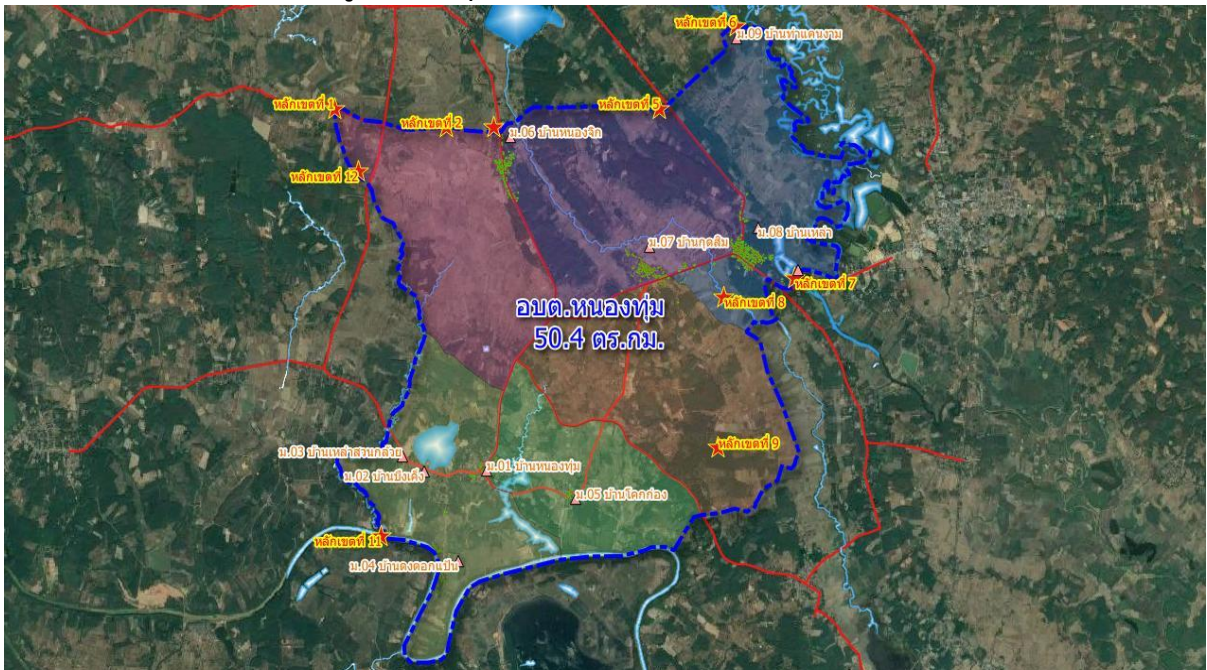 หลักเขตที่ 6
ม.09 บ้านท่าแดนงาม
หลักเขตที่ 1
หลักเขตที่ 2
หลักเขตที่ 5
ม.06 บ้านหนองจิก
หลักเขตที่ 12
ม.08 บ้านเหล่า
ม.07 บ้านกุดสิม
หลักเขตที่ 7
หลักเขตที่ 8
อบต.หนองทุ่ม
50.4 ตร.กม.
หลักเขตที่ 9
ม.03 บ้านเหล่าสวนกล้วย
ม.02 บ้านบึงเค็ง
ม.01 บ้านหนองทุ่ม
ม.05 บ้านโคกก่อง
หลักเขตที่ 11
ม.04 บ้านดงดอกแป้น